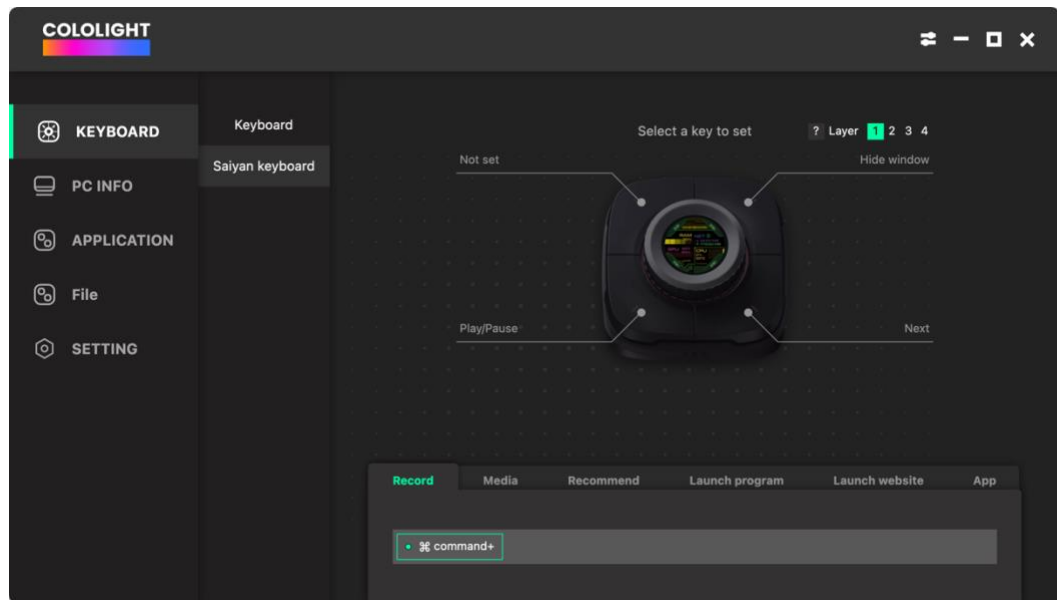 COLOLIGHT
KEYBOARD
PC INFO
APPLICATION
File
SETTING
Keyboard
Saiyan keyboard
Select a key to set
? Layer 1 2 3 4
Not set
Hide window
Play/Pause
Next
Record Media Recommend Launch program Launch website App
⌘ command+